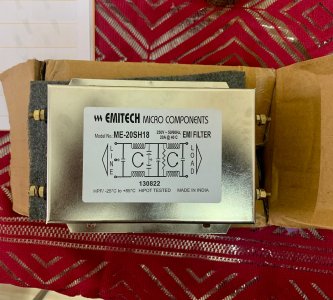 EMITECH MICRO COMPONENTS
Model No. ME-20SH18 250V ~ 50/60Hz, 20A @ 40 C EMI FILTER
LINE
C
C
LOAD
130822
HPF/ -25°C to +85°C HIPOT TESTED MADE IN INDIA